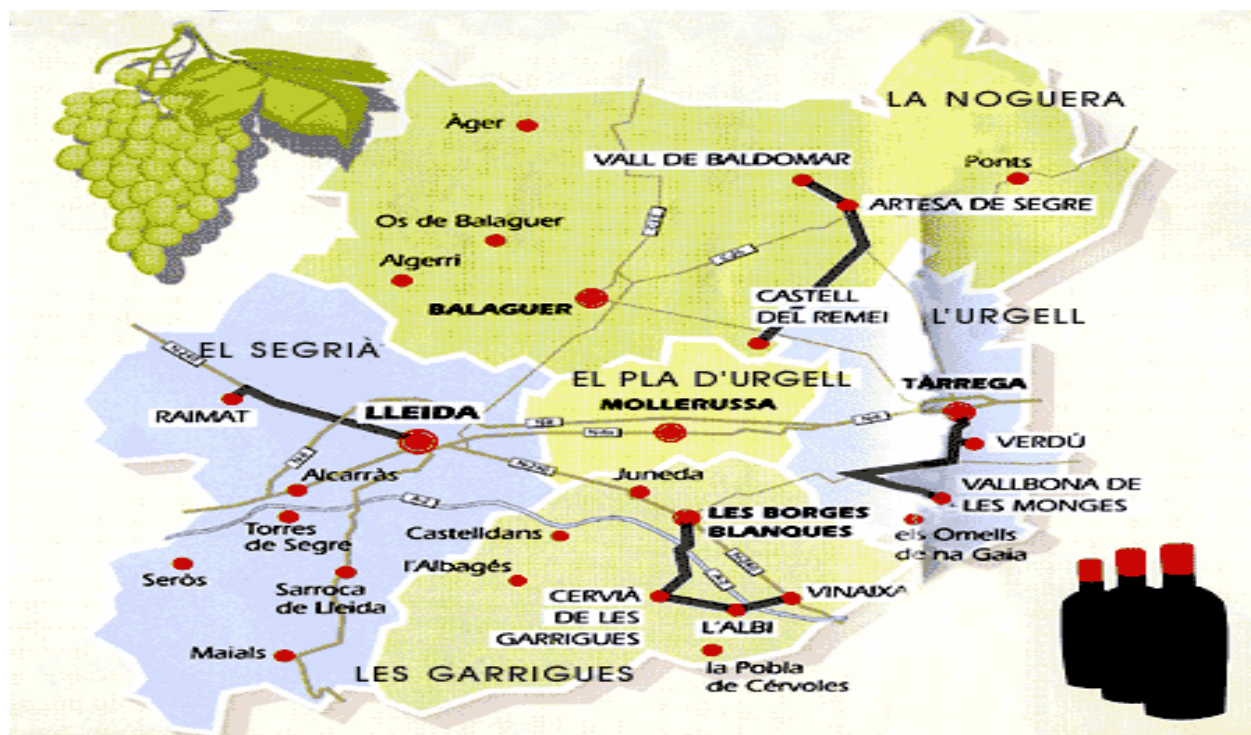 LA NOGUERA
Àger
VALL DE BALDOMAR
Ponts
ARTESA DE SEGRE
Os de Balaguer
Algerri
BALAGUER
CASTELL
DEL REMEI
L'URGELL
EL SEGRIÀ
EL PLA D'URGELL
TÀRREGA
MOLLERUSSA
RAIMAT
LLEIDA
VERDÚ
Alcarràs
Juneda
VALLBONA DE
LES MONGES
LES BORGES
BLANQUES
Torres
de Segre
Castelldans
els Omells
de na Gaia
l'Albagés
Seròs
Sarroca
de Lleida
CERVIÀ
DE LES
GARRIGUES
VINAIXA
L'ALBI
Maials
LES GARRIGUES
la Pobla
de Cérvoles
A-2
A-2
N-240